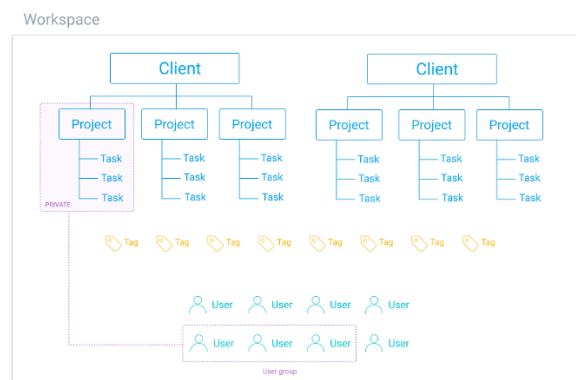 Workspace
Client Client
Project Project Project Project Project Project
Task Task Task Task Task Task
Task Task Task Task Task Task
Task Task Task Task Task Task
PRIVATE
Tag Tag Tag Tag Tag Tag Tag Tag
User User User User
User User User User
User group